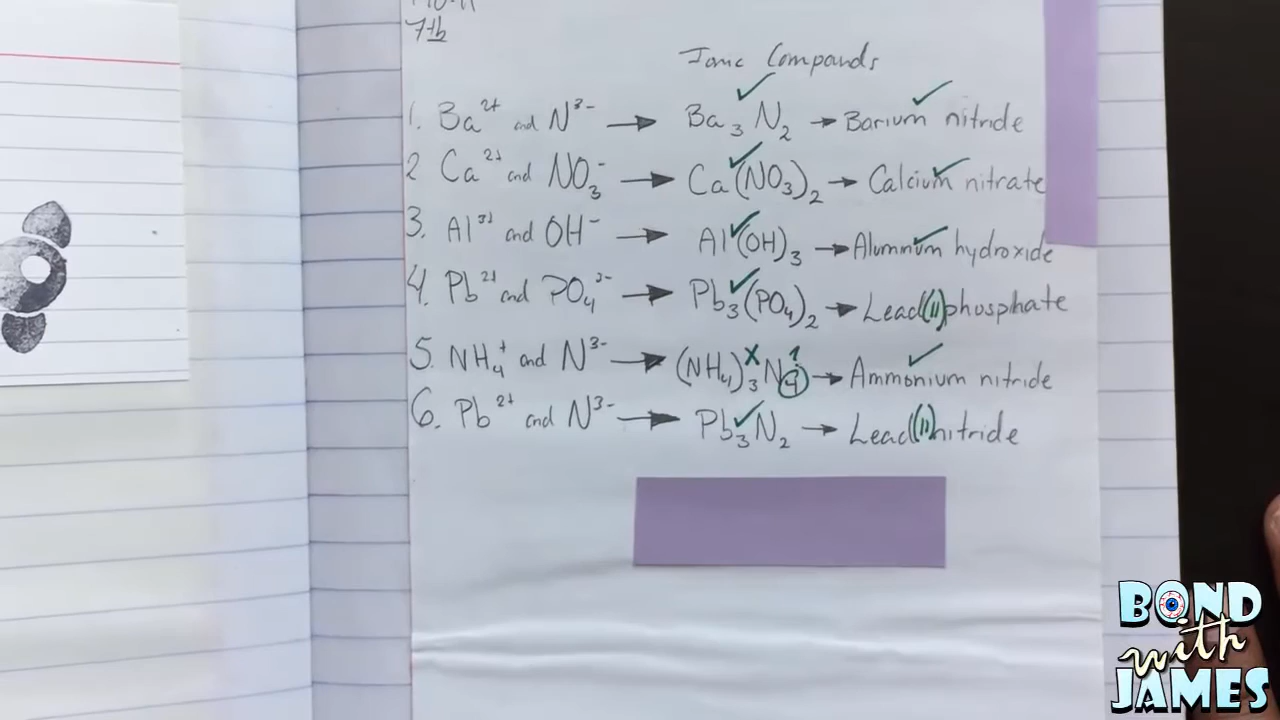 7th
Ionic Compands
1. Ba²⁺ and N³⁻ → Ba₃N₂ → Barium nitride
2 Ca²⁺ and NO₃⁻ → Ca(NO₃)₂ → Calcium nitrate
3. Al³⁺ and OH⁻ → Al(OH)₃ → Alumnum hydroxide
4. Pb²⁺ and PO₄³⁻ → Pb₃(PO₄)₂ → Lead(II)phosphate
5. NH₄⁺ and N³⁻ → (NH₄)₃N → Ammonium nitride
6. Pb²⁺ and N³⁻ → Pb₃N₂ → Lead(II)nitride
BOND
with
JAMES